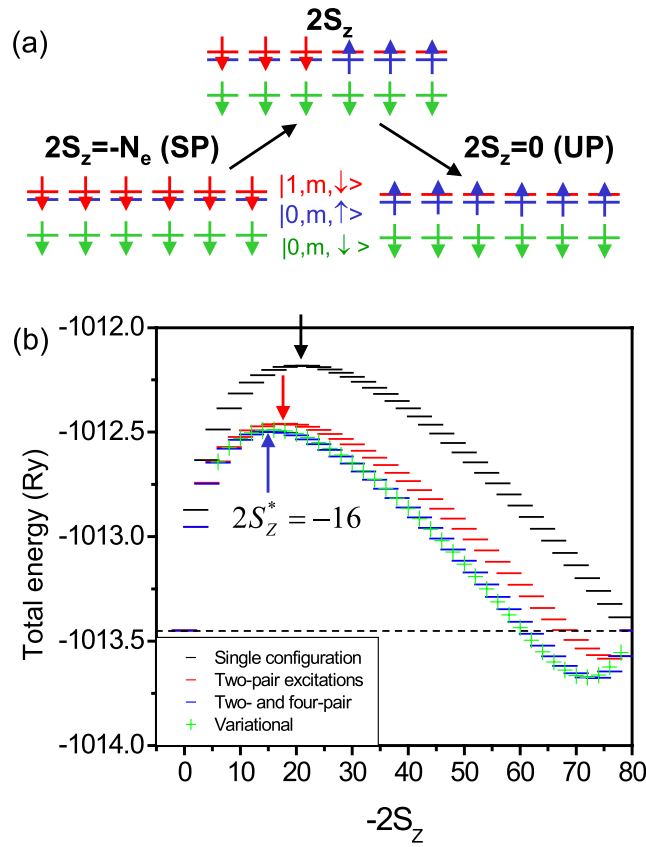 (a)
2S_z
2S_z=-N_e (SP)
2S_z=0 (UP)
|1,m,↓>
|0,m,↑>
|0,m,↓>
(b)
-1012.0
-1012.5
-1013.0
-1013.5
-1014.0
Total energy (Ry)
2S_Z^* = -16
Single configuration
Two-pair excitations
Two- and four-pair
Variational
0 10 20 30 40 50 60 70 80
-2S_Z